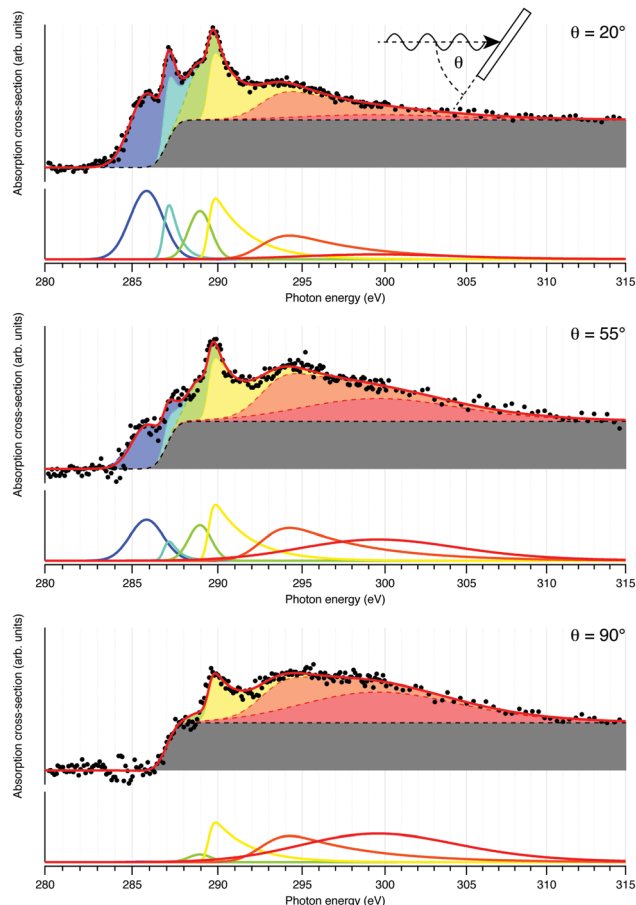 Absorption cross-section (arb. units)
θ = 20°
θ
280 285 290 295 300 305 310 315
Photon energy (eV)
Absorption cross-section (arb. units)
θ = 55°
280 285 290 295 300 305 310 315
Photon energy (eV)
Absorption cross-section (arb. units)
θ = 90°
280 285 290 295 300 305 310 315
Photon energy (eV)